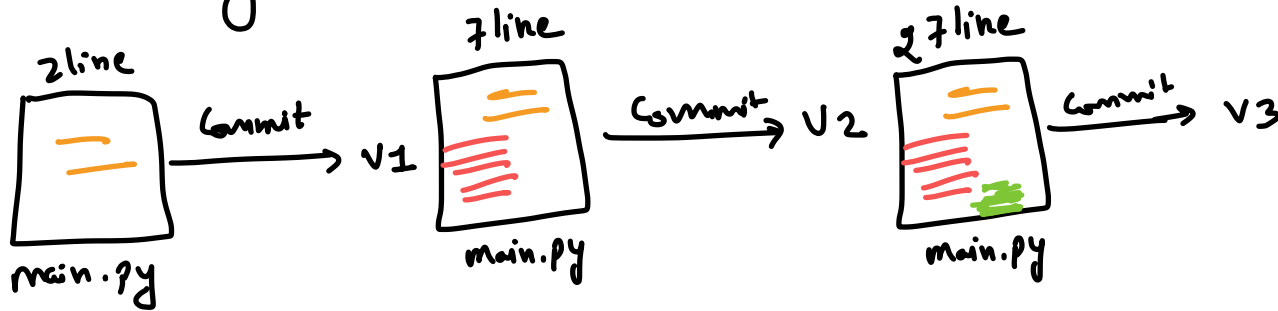 2line
Commit
V1
main.py
7line
Commit
V2
main.py
27line
Commit
V3
main.py